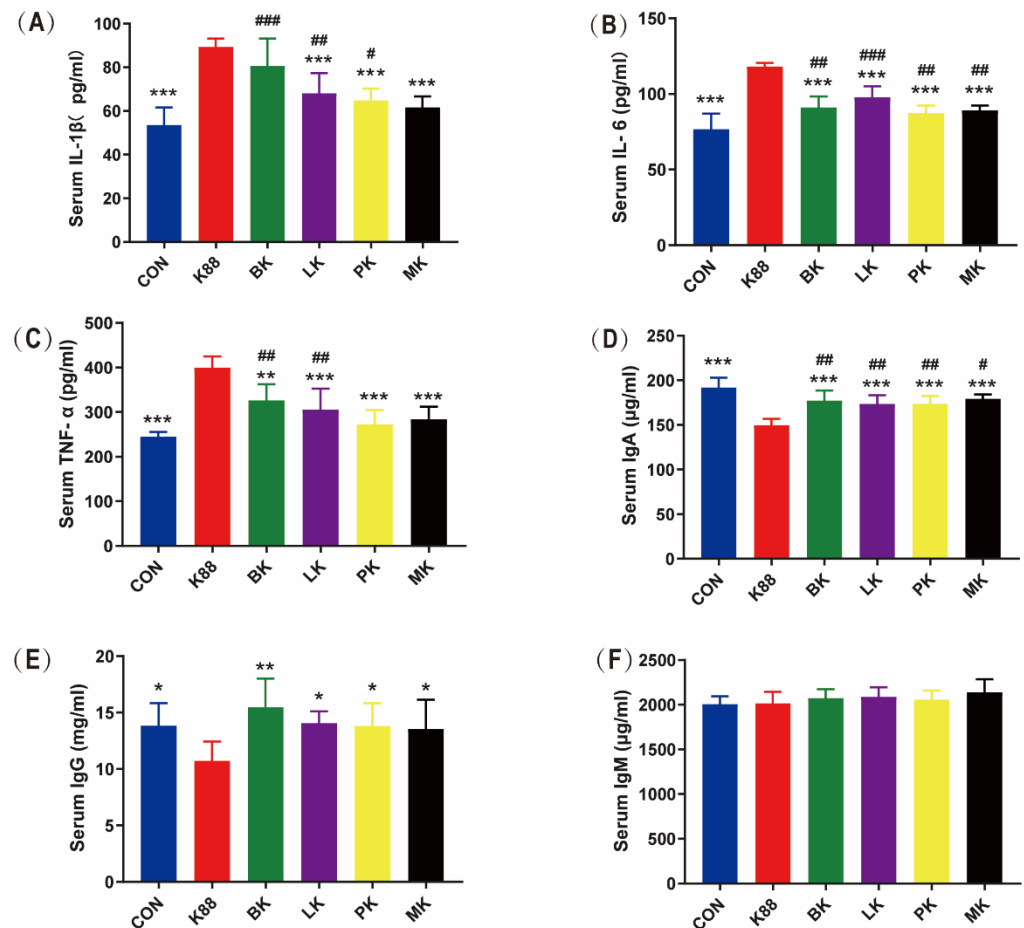 (A)
Serum IL-1β( pg/ml)
100
80
60
40
20
0
***
###
##
***
#
***
***
CON
K88
BK
LK
PK
MK
(B)
Serum IL- 6 (pg/ml)
150
100
50
0
***
##
***
###
***
##
***
##
***
CON
K88
BK
LK
PK
MK
(C)
Serum TNF- α (pg/ml)
500
400
300
200
100
0
***
##
**
##
***
***
***
CON
K88
BK
LK
PK
MK
(D)
Serum IgA (μg/ml)
250
200
150
100
50
0
***
##
***
##
***
##
***
#
***
CON
K88
BK
LK
PK
MK
(E)
Serum IgG (mg/ml)
20
15
10
5
0
*
**
*
*
*
CON
K88
BK
LK
PK
MK
(F)
Serum IgM (μg/ml)
2500
2000
1500
1000
500
0
CON
K88
BK
LK
PK
MK